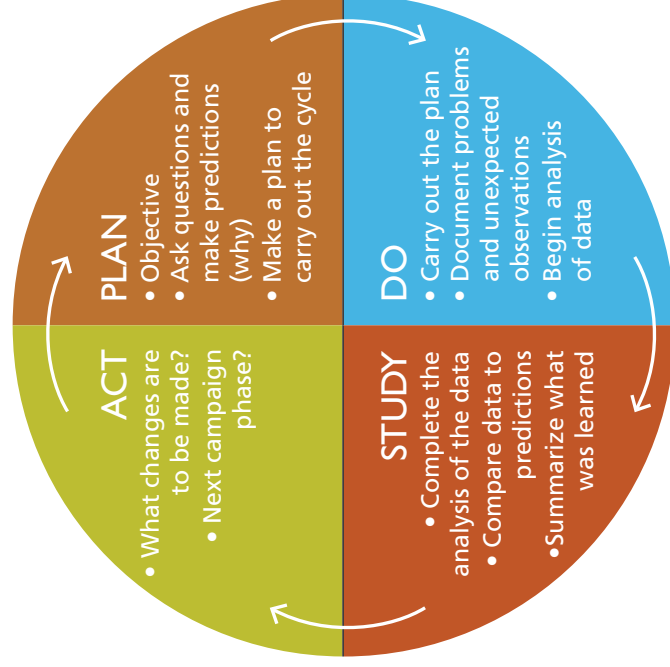 ACT
• What changes are
to be made?
• Next campaign
phase?
PLAN
• Objective
• Ask questions and
make predictions
(why)
• Make a plan to
carry out the cycle
STUDY
• Complete the
analysis of the data
• Compare data to
predictions
•Summarize what
was learned
DO
• Carry out the plan
• Document problems
and unexpected
observations
• Begin analysis
of data